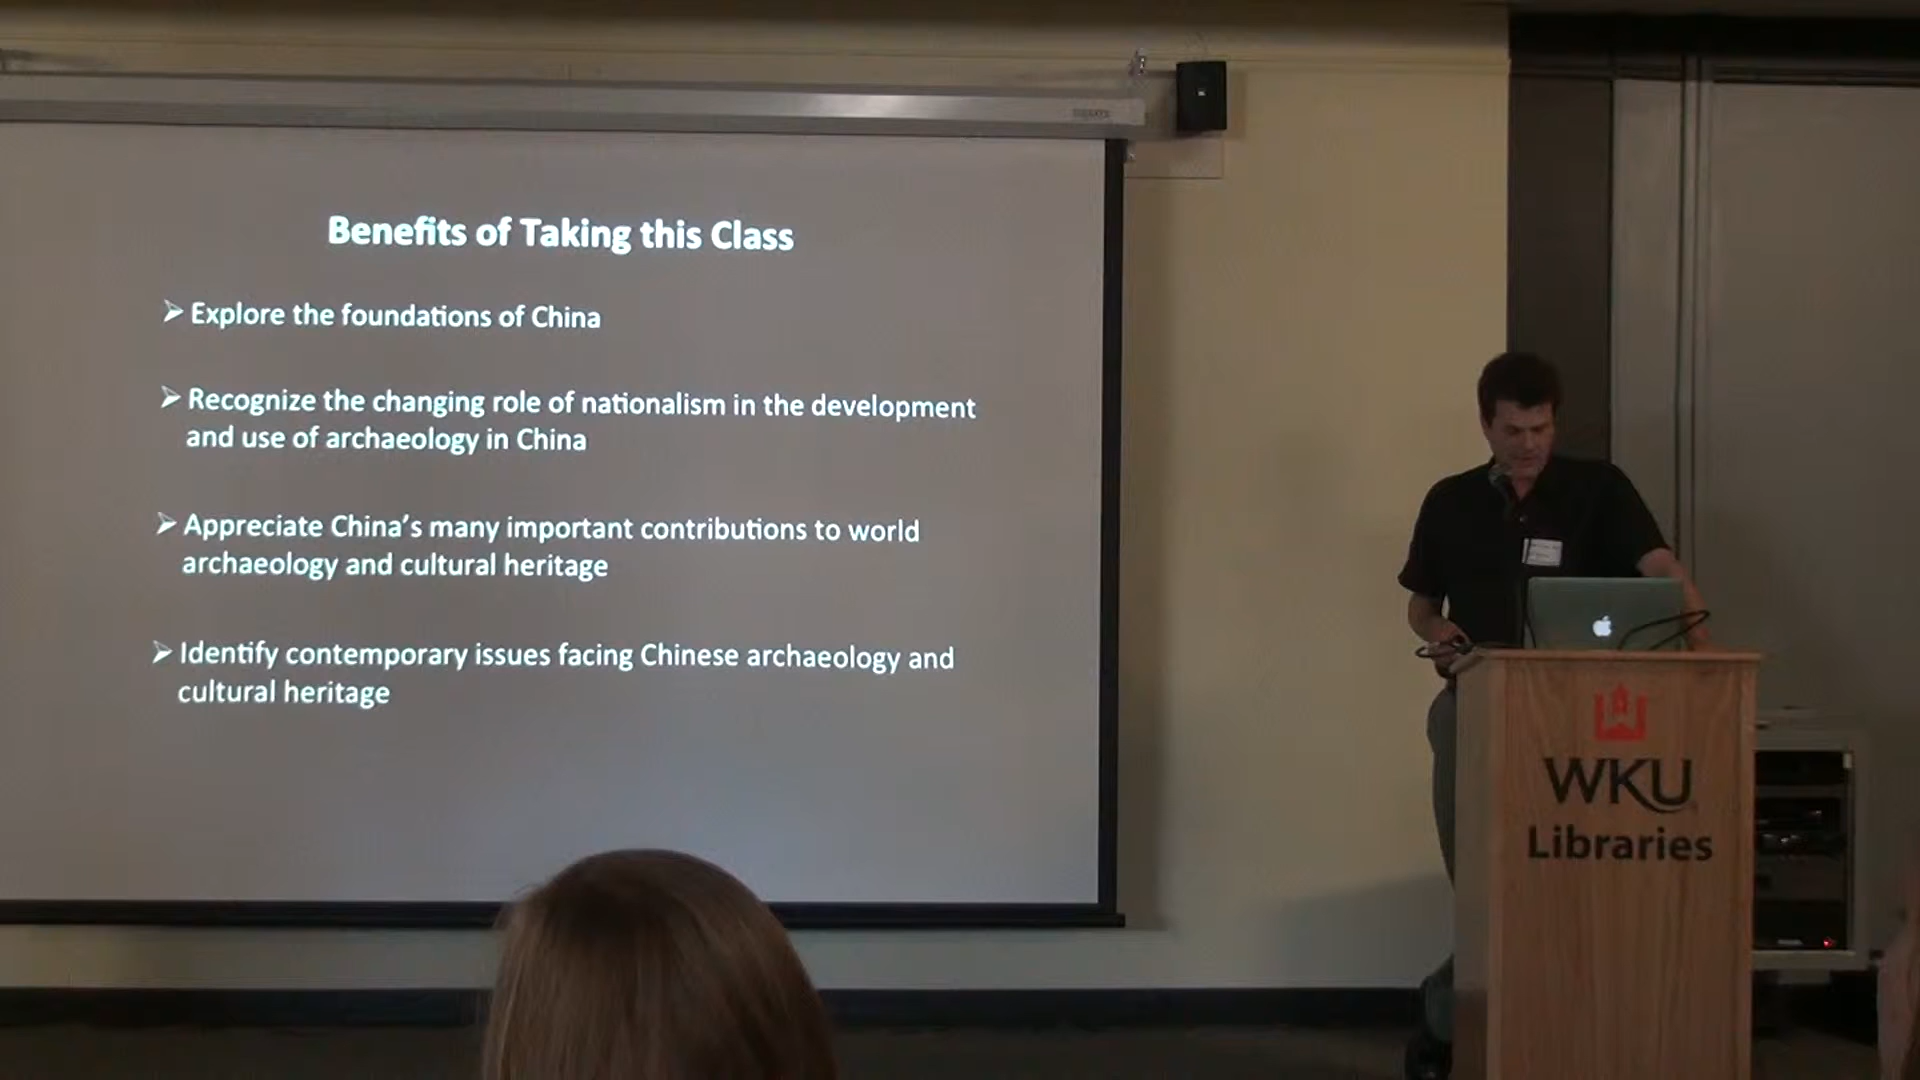 Benefits of Taking this Class
➢ Explore the foundations of China
➢ Recognize the changing role of nationalism in the development
and use of archaeology in China
➢ Appreciate China’s many important contributions to world
archaeology and cultural heritage
➢ Identify contemporary issues facing Chinese archaeology and
cultural heritage
WKU
Libraries